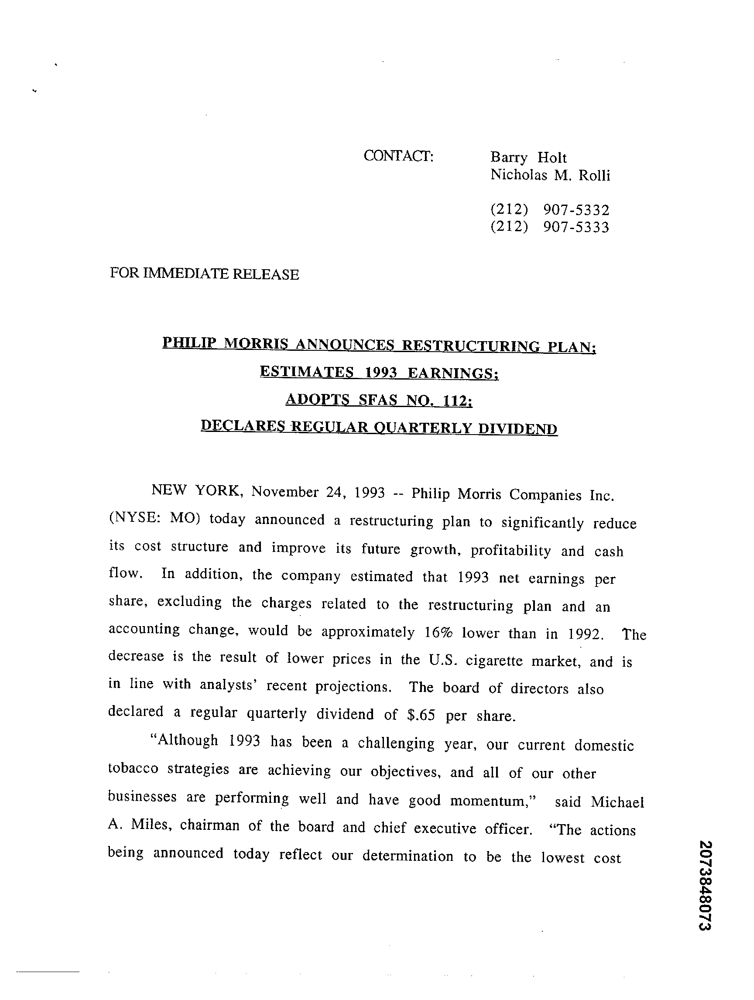 CONTACT: Barry Holt
Nicholas M. Rolli
(212) 907-5332
(212) 907-5333
FOR IMMEDIATE RELEASE
PHILIP MORRIS ANNOUNCES RESTRUCTURING PLAN;
ESTIMATES 1993 EARNINGS;
ADOPTS SFAS NO. 112;
DECLARES REGULAR QUARTERLY DIVIDEND
NEW YORK, November 24, 1993 -- Philip Morris Companies Inc.
(NYSE: MO) today announced a restructuring plan to significantly reduce
its cost structure and improve its future growth, profitability and cash
flow. In addition, the company estimated that 1993 net earnings per
share, excluding the charges related to the restructuring plan and an
accounting change, would be approximately 16% lower than in 1992. The
decrease is the result of lower prices in the U.S. cigarette market, and is
in line with analysts' recent projections. The board of directors also
declared a regular quarterly dividend of $.65 per share.
"Although 1993 has been a challenging year, our current domestic
tobacco strategies are achieving our objectives, and all of our other
businesses are performing well and have good momentum," said Michael
A. Miles, chairman of the board and chief executive officer. "The actions
being announced today reflect our determination to be the lowest cost
2073848073